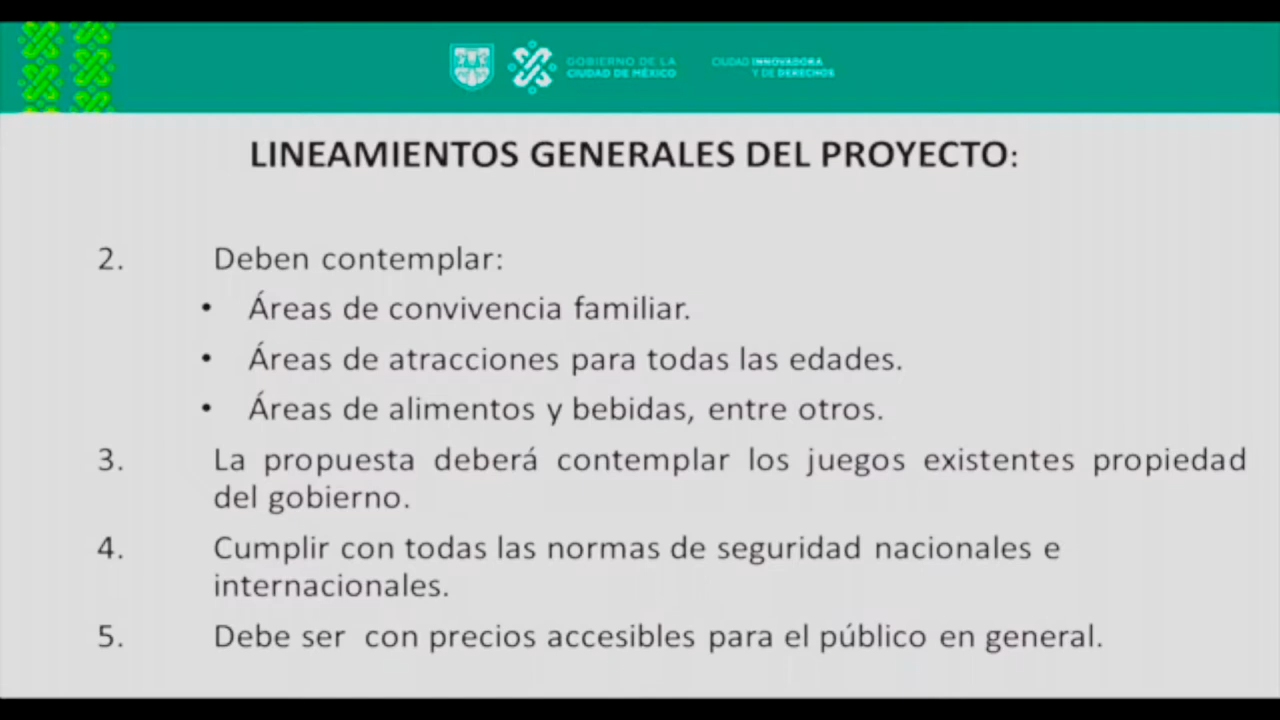 GOBIERNO DE LA
CIUDAD DE MÉXICO
CIUDAD INNOVADORA
Y DE DERECHOS
LINEAMIENTOS GENERALES DEL PROYECTO:
2. Deben contemplar:
• Áreas de convivencia familiar.
• Áreas de atracciones para todas las edades.
• Áreas de alimentos y bebidas, entre otros.
3. La propuesta deberá contemplar los juegos existentes propiedad
del gobierno.
4. Cumplir con todas las normas de seguridad nacionales e
internacionales.
5. Debe ser con precios accesibles para el público en general.